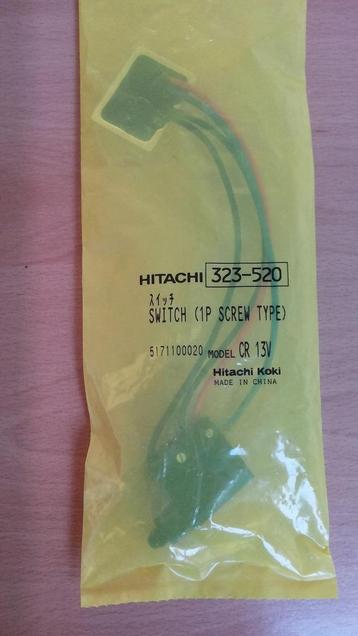 HITACHI 323-520
スイッチ
SWITCH (1P SCREW TYPE)
5171100020 MODEL CR 13V
Hitachi Koki
MADE IN CHINA